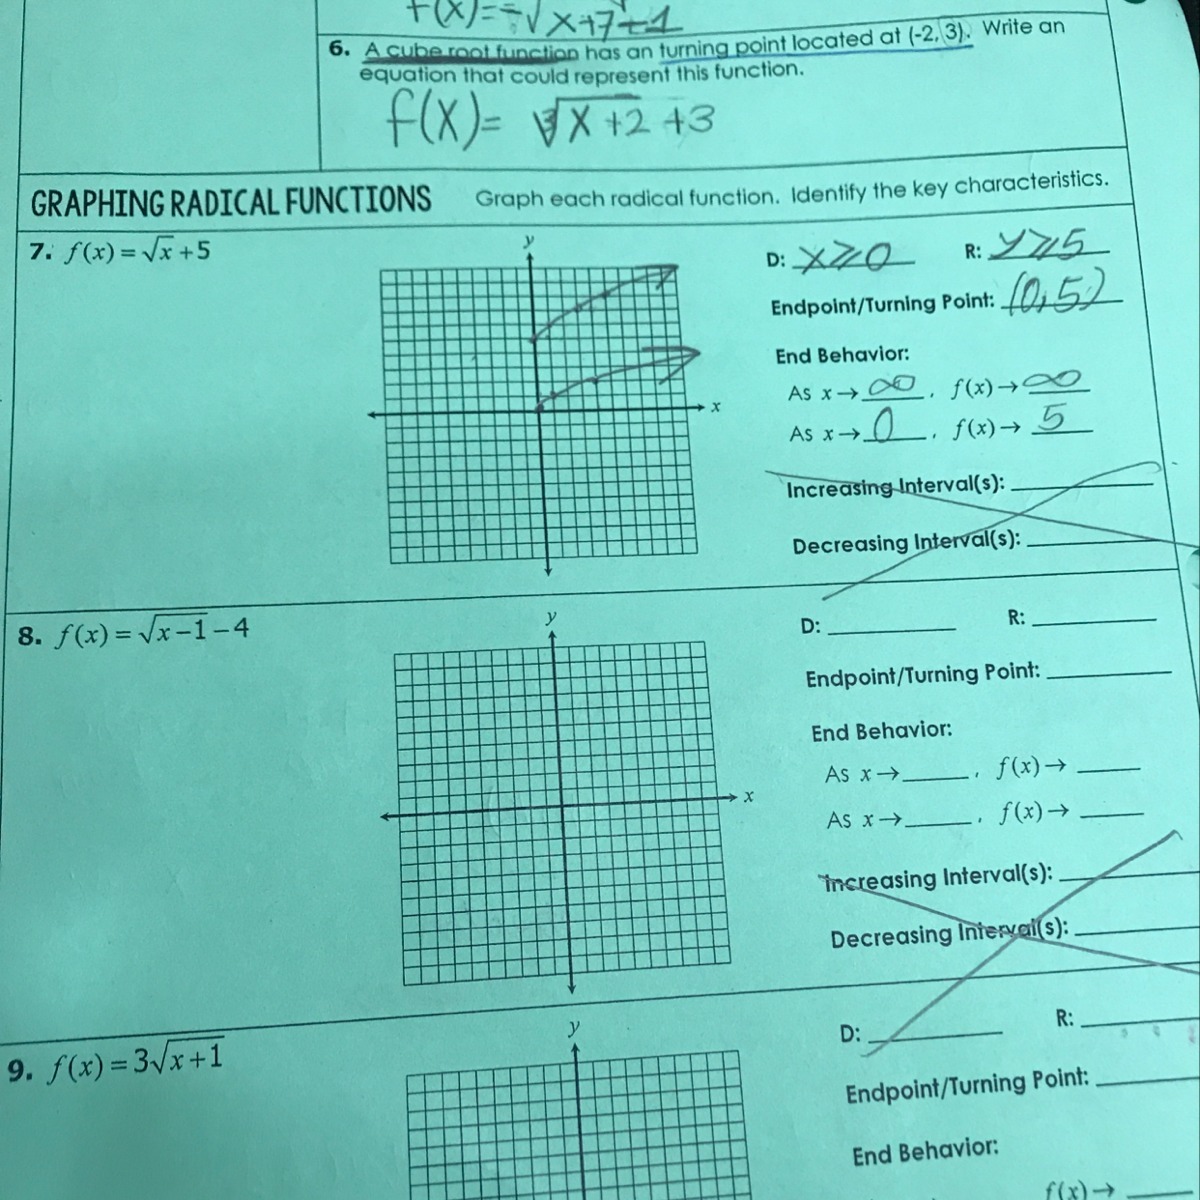 f(x)=-√x+7+1
6. A cube root function has an turning point located at (-2, 3). Write an
equation that could represent this function.
f(x)= ∛x+2 +3
GRAPHING RADICAL FUNCTIONS Graph each radical function. Identify the key characteristics.
7. f(x)=√x+5
y
x
D: x≥0 R: y≥5
Endpoint/Turning Point: (0,5)
End Behavior:
As x→ ∞, f(x)→ ∞
As x→ 0, f(x)→ 5
Increasing Interval(s):
Decreasing Interval(s):
8. f(x)=√x-1-4
y
x
D: R:
Endpoint/Turning Point:
End Behavior:
As x→ , f(x)→
As x→ , f(x)→
Increasing Interval(s):
Decreasing Interval(s):
9. f(x)=3√x+1
y
D: R:
Endpoint/Turning Point:
End Behavior:
f(x)→